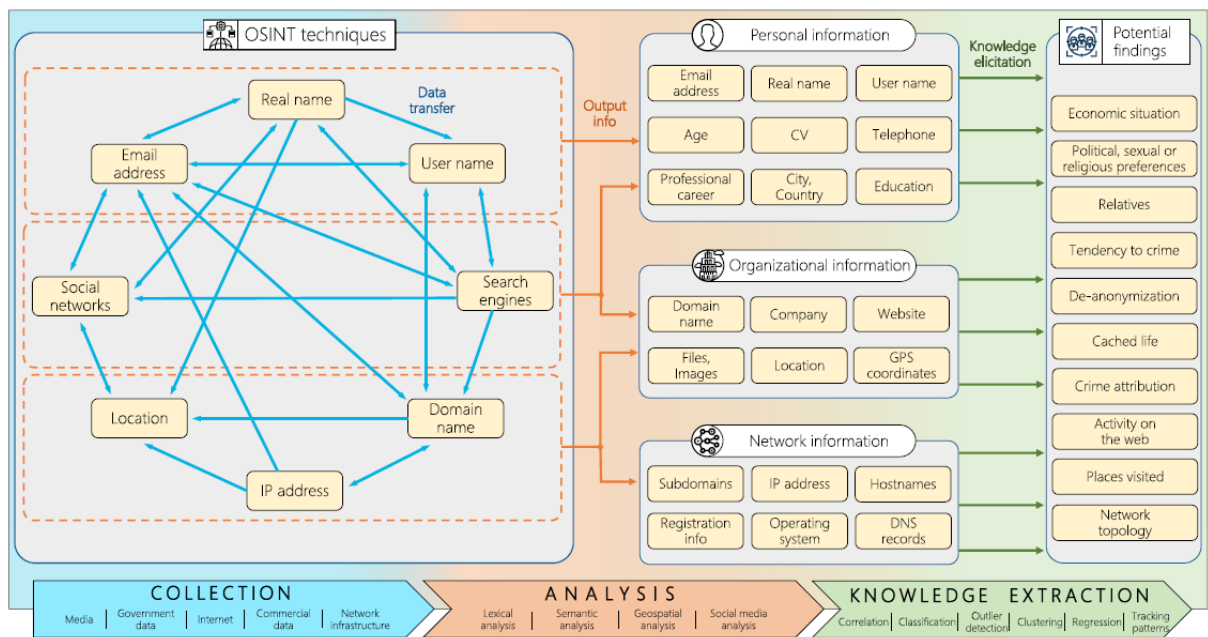 OSINT techniques
Real name
Data
transfer
Email
address
User name
Social
networks
Search
engines
Location
Domain
name
IP address
Output
info
Personal information
Email
address
Real name
User name
Age
CV
Telephone
Professional
career
City,
Country
Education
Organizational information
Domain
name
Company
Website
Files,
Images
Location
GPS
coordinates
Network information
Subdomains
IP address
Hostnames
Registration
info
Operating
system
DNS
records
Knowledge
elicitation
Potential
findings
Economic situation
Political, sexual or
religious preferences
Relatives
Tendency to crime
De-anonymization
Cached life
Crime attribution
Activity on
the web
Places visited
Network
topology
COLLECTION
Media
Government
data
Internet
Commercial
data
Network
infrastructure
ANALYSIS
Lexical
analysis
Semantic
analysis
Geospatial
analysis
Social media
analysis
KNOWLEDGE EXTRACTION
Correlation
Classification
Outlier
detection
Clustering
Regression
Tracking
patterns